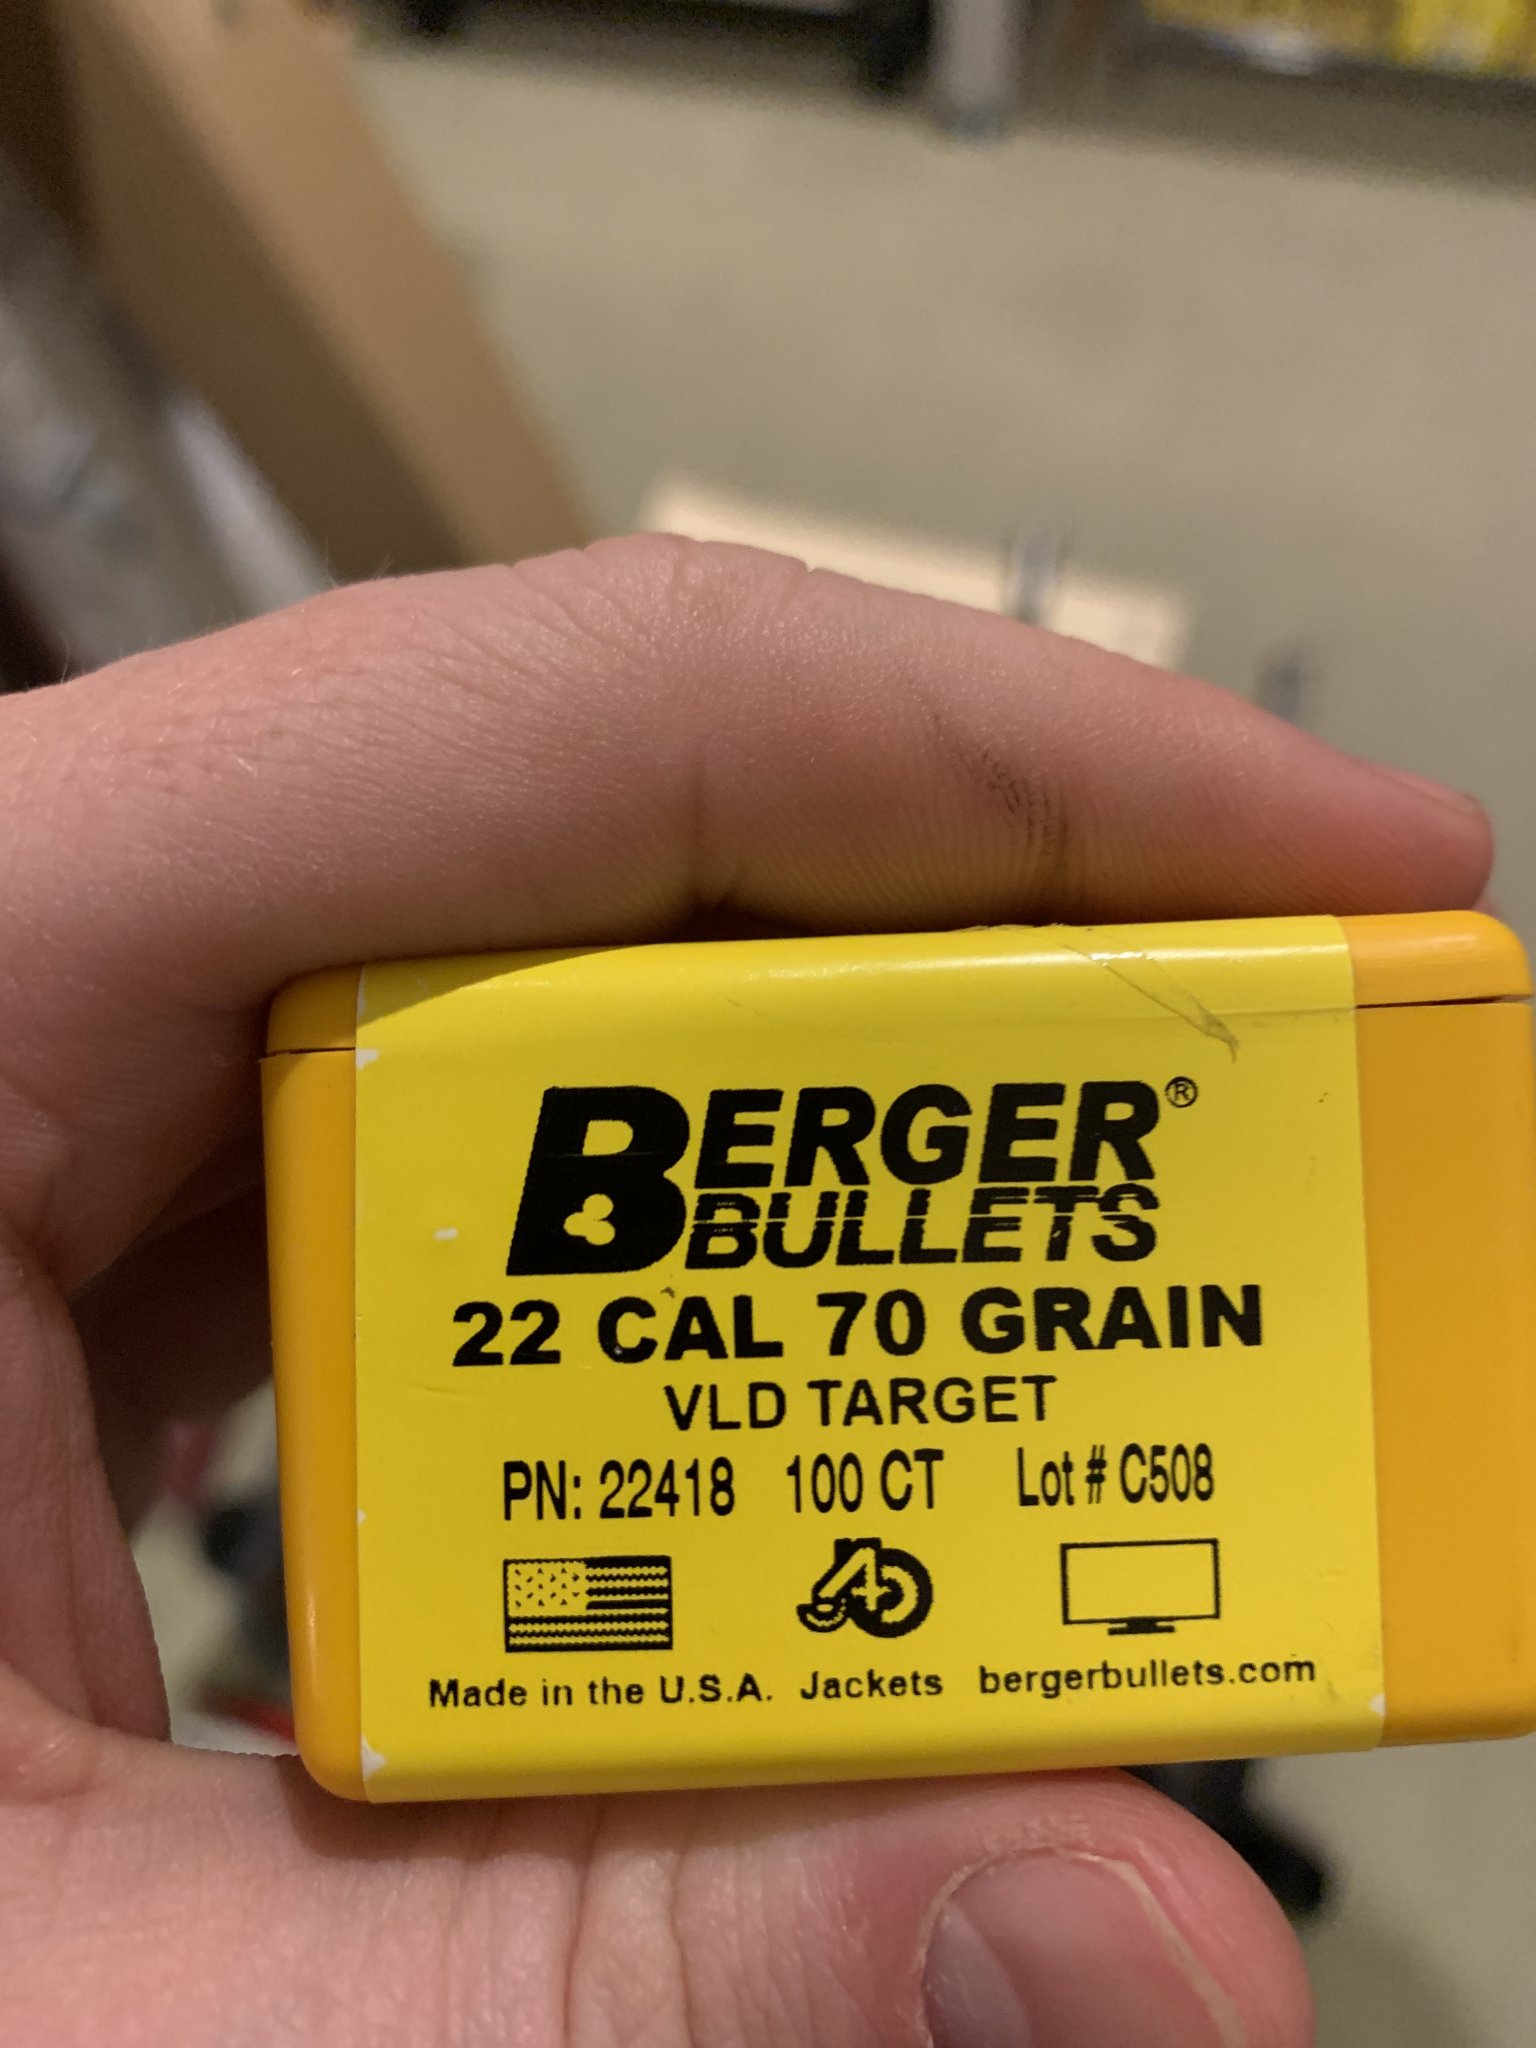 BERGER®
BULLETS
22 CAL 70 GRAIN
VLD TARGET
PN: 22418 100 CT Lot # C508
J4
Made in the U.S.A. Jackets bergerbullets.com